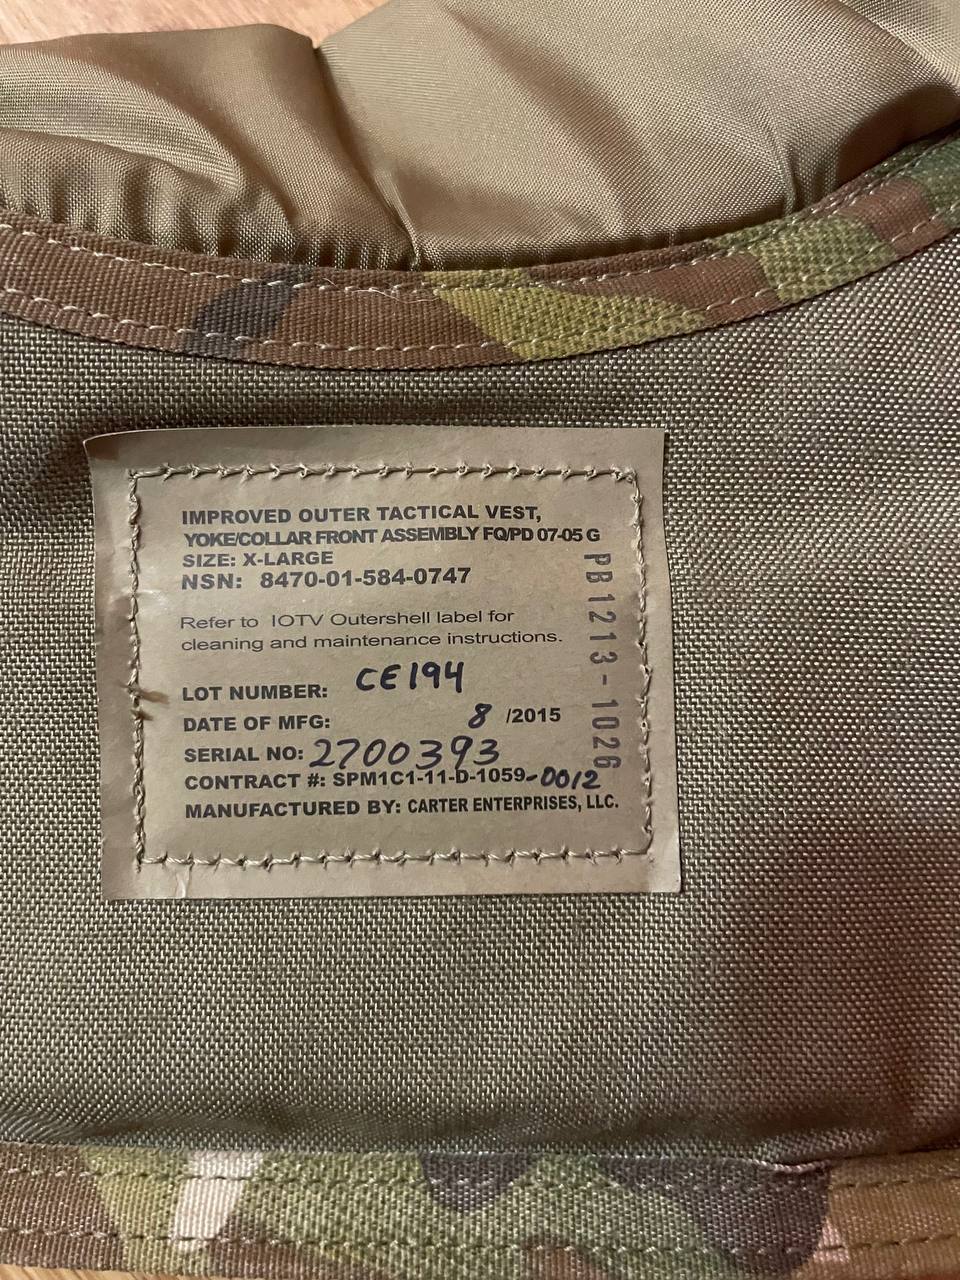 IMPROVED OUTER TACTICAL VEST,
YOKE/COLLAR FRONT ASSEMBLY FQ/PD 07-05 G
SIZE: X-LARGE
NSN: 8470-01-584-0747
Refer to IOTV Outershell label for
cleaning and maintenance instructions.
LOT NUMBER: CE194
DATE OF MFG: 8 /2015
SERIAL NO: 2700393
CONTRACT #: SPM1C1-11-D-1059-0012
MANUFACTURED BY: CARTER ENTERPRISES, LLC.
PB1213-1026